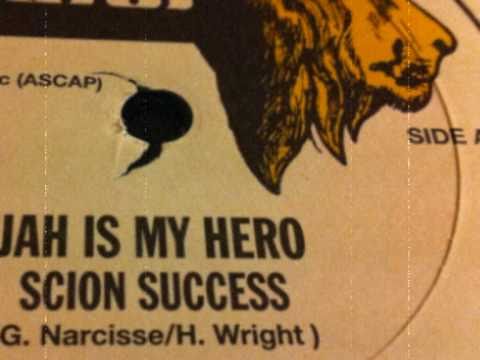 c (ASCAP)
SIDE A
JAH IS MY HERO
SCION SUCCESS
G. Narcisse/H. Wright)